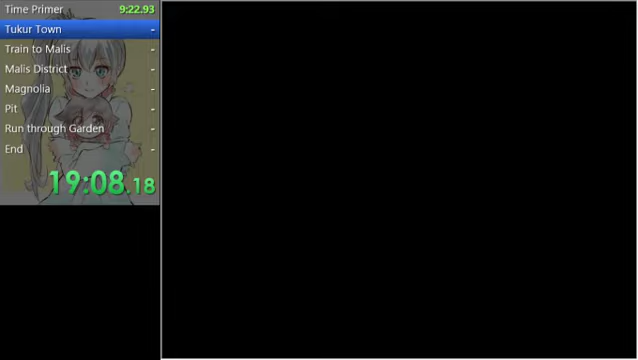 Time Primer 9:22.93
Tukur Town -
Train to Malis -
Malis District -
Magnolia -
Pit -
Run through Garden -
End -
19:08.18